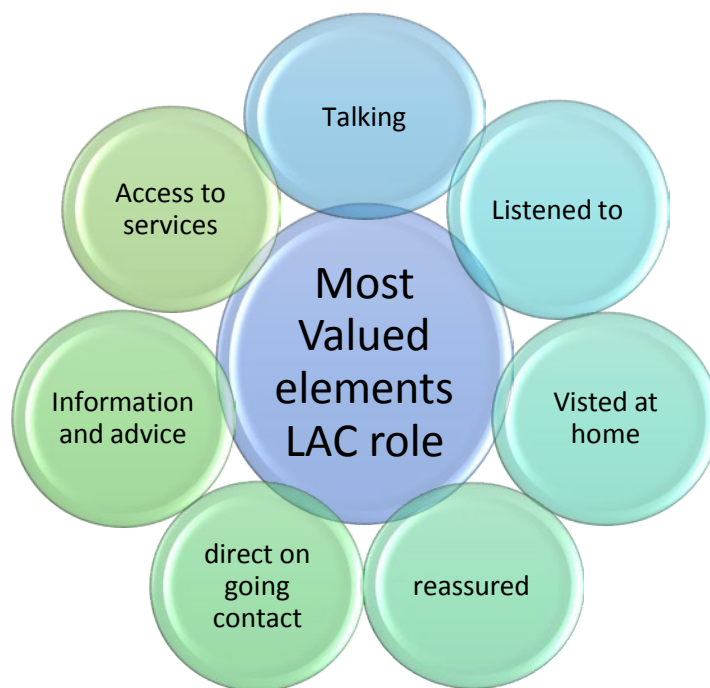 Talking
Listened to
Visted at
home
reassured
direct on
going
contact
Information
and advice
Access to
services
Most
Valued
elements
LAC role